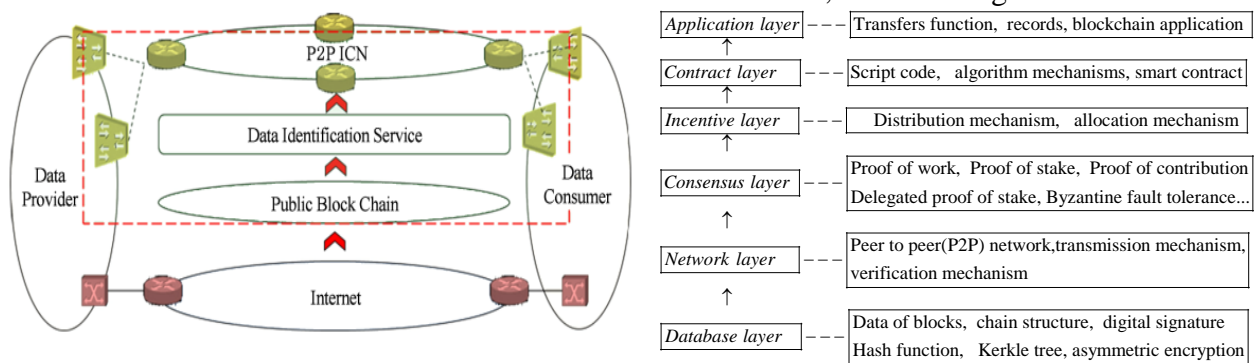 P2P ICN
Data Identification Service
Data
Provider
Data
Consumer
Public Block Chain
Internet
Application layer
Transfers function, records, blockchain application
Contract layer
Script code, algorithm mechanisms, smart contract
Incentive layer
Distribution mechanism, allocation mechanism
Consensus layer
Proof of work, Proof of stake, Proof of contribution
Delegated proof of stake, Byzantine fault tolerance...
Network layer
Peer to peer(P2P) network,transmission mechanism,
verification mechanism
Database layer
Data of blocks, chain structure, digital signature
Hash function, Kerkle tree, asymmetric encryption